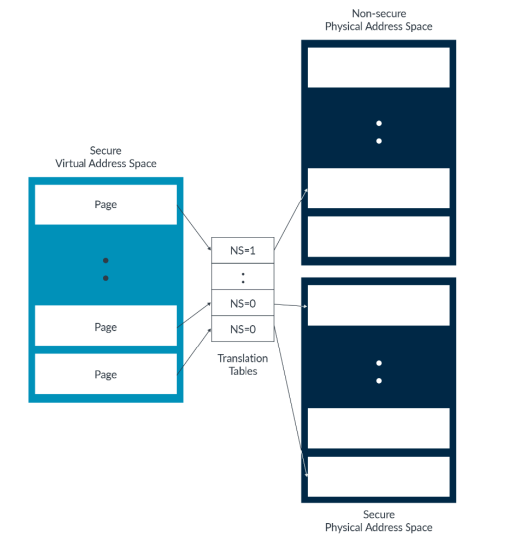 Non-secure
Physical Address Space
Secure
Virtual Address Space
Page
NS=1
:
Page
NS=0
NS=0
Page
Translation
Tables
Secure
Physical Address Space